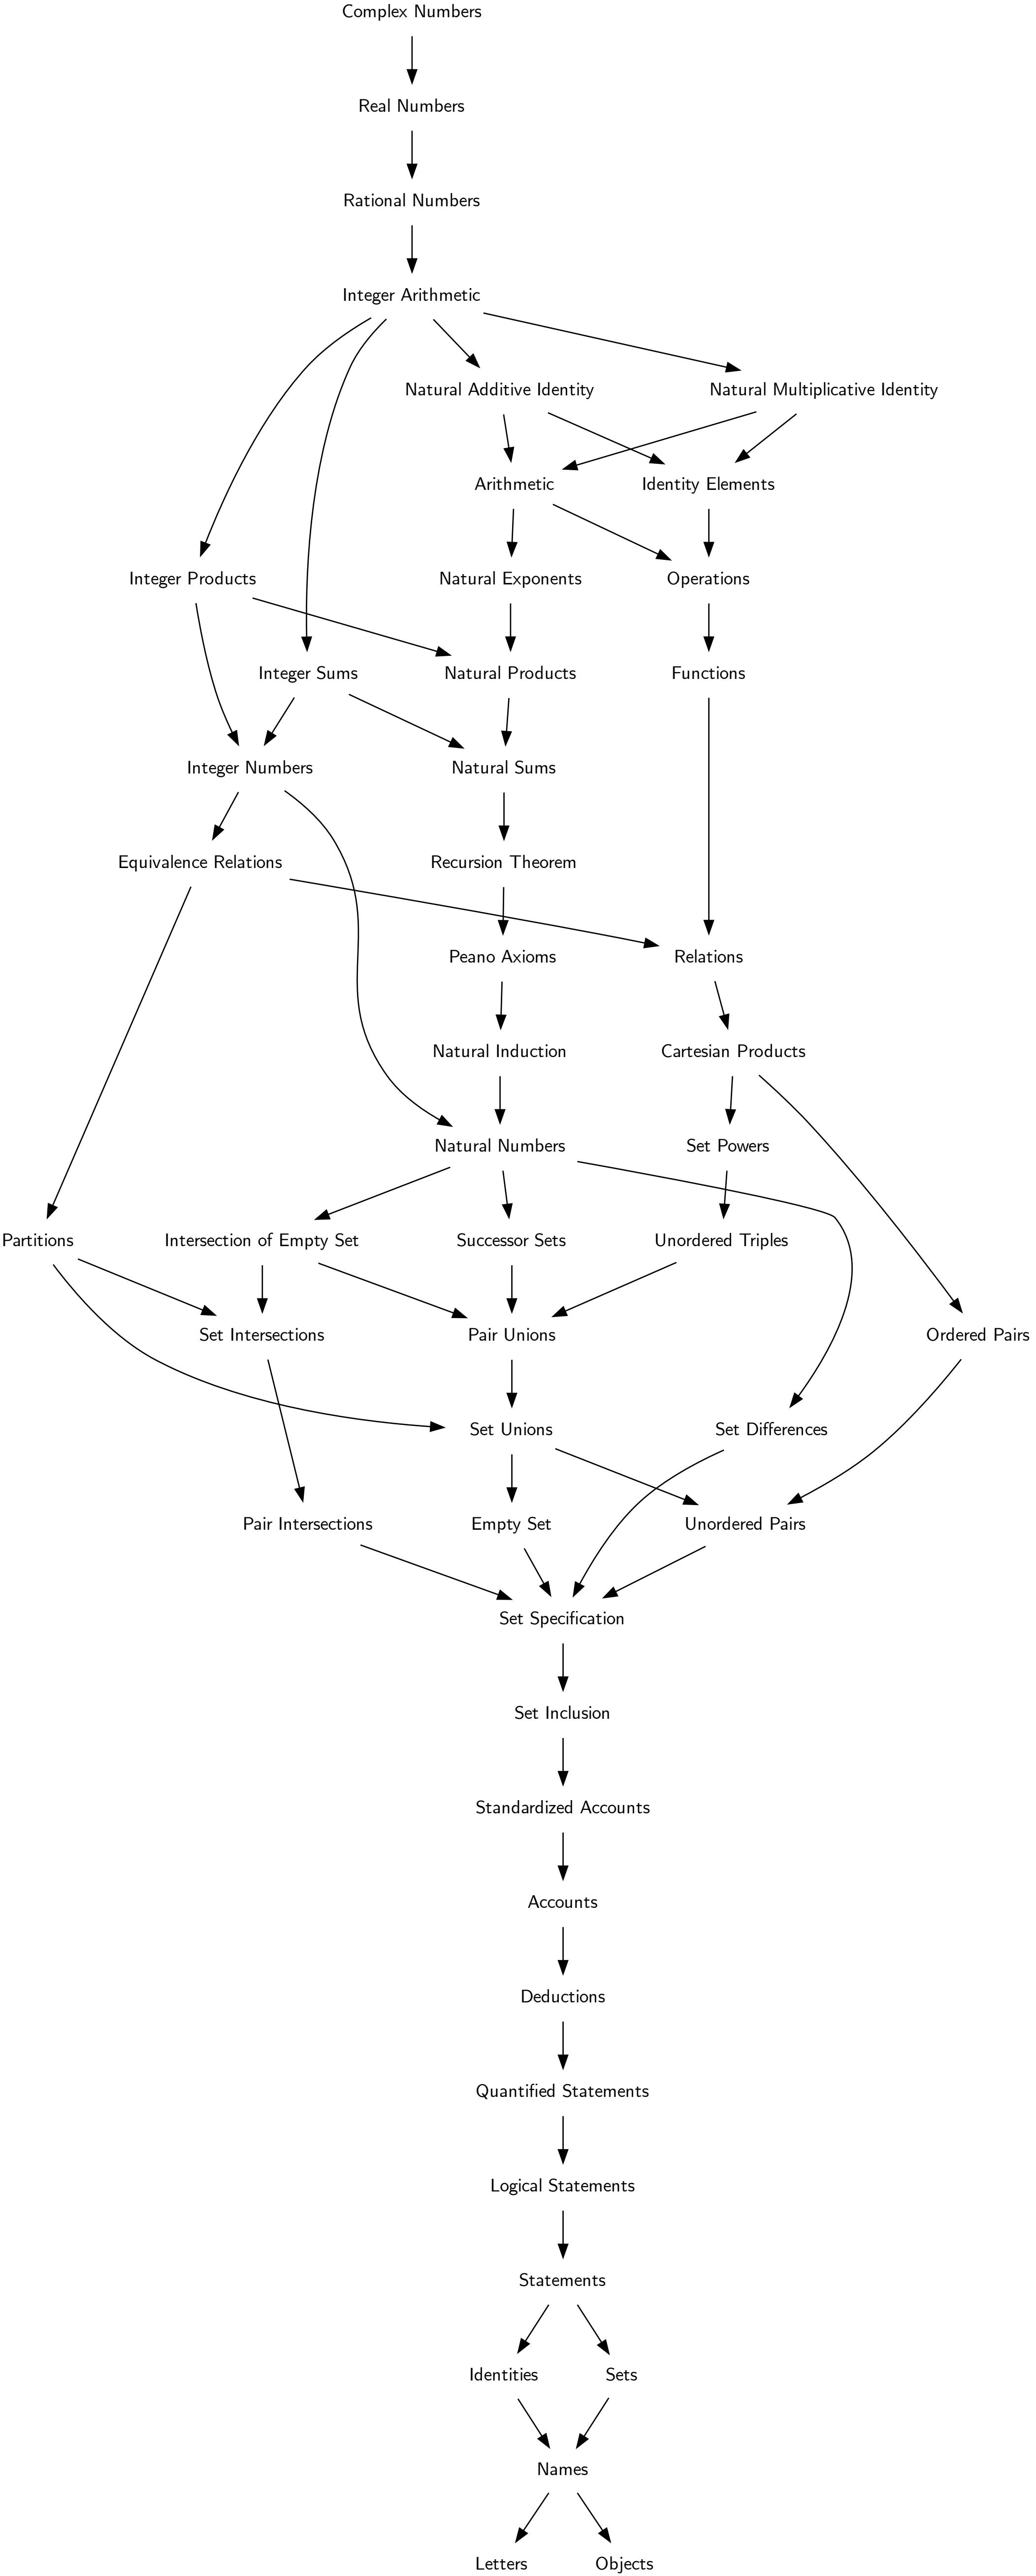 Complex Numbers
Real Numbers
Rational Numbers
Integer Arithmetic
Natural Additive Identity
Natural Multiplicative Identity
Arithmetic
Identity Elements
Integer Products
Natural Exponents
Operations
Integer Sums
Natural Products
Functions
Integer Numbers
Natural Sums
Equivalence Relations
Recursion Theorem
Peano Axioms
Relations
Natural Induction
Cartesian Products
Natural Numbers
Set Powers
Partitions
Intersection of Empty Set
Successor Sets
Unordered Triples
Set Intersections
Pair Unions
Ordered Pairs
Set Unions
Set Differences
Pair Intersections
Empty Set
Unordered Pairs
Set Specification
Set Inclusion
Standardized Accounts
Accounts
Deductions
Quantified Statements
Logical Statements
Statements
Identities
Sets
Names
Letters
Objects